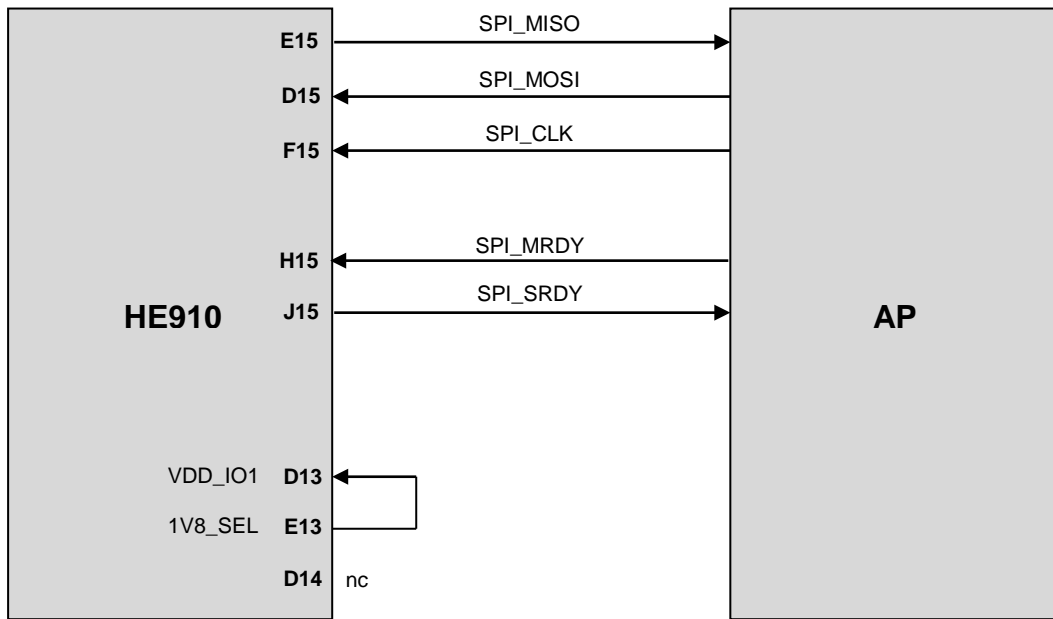 E15 SPI_MISO
D15 SPI_MOSI
F15 SPI_CLK
H15 SPI_MRDY
J15 SPI_SRDY
HE910 AP
VDD_IO1 D13
1V8_SEL E13
D14 nc